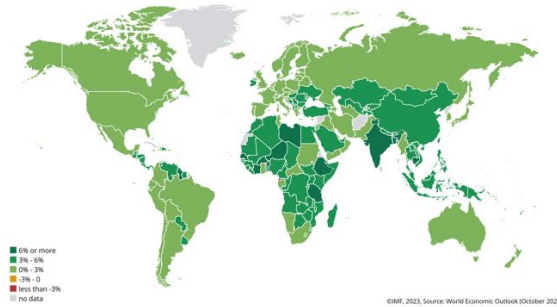 6% or more
3% - 6%
0% - 3%
-3% - 0
less than -3%
no data
©IMF, 2023, Source: World Economic Outlook (October 202